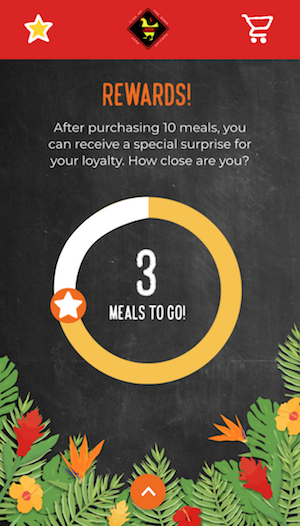 REWARDS!
After purchasing 10 meals, you
can receive a special surprise for
your loyalty. How close are you?
3
MEALS TO GO!